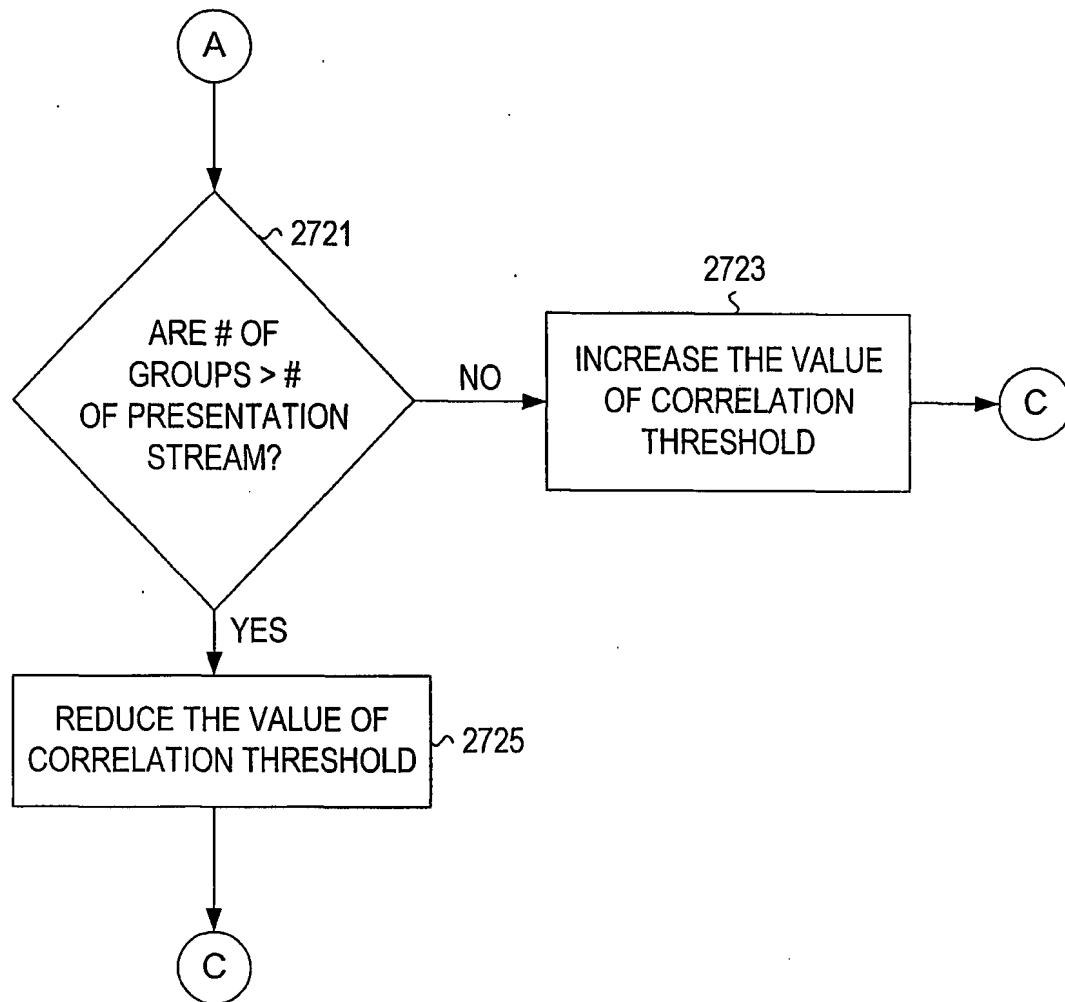 A
2721
ARE # OF
GROUPS > #
OF PRESENTATION
STREAM?
NO
2723
INCREASE THE VALUE
OF CORRELATION
THRESHOLD
C
YES
REDUCE THE VALUE OF
CORRELATION THRESHOLD
2725
C